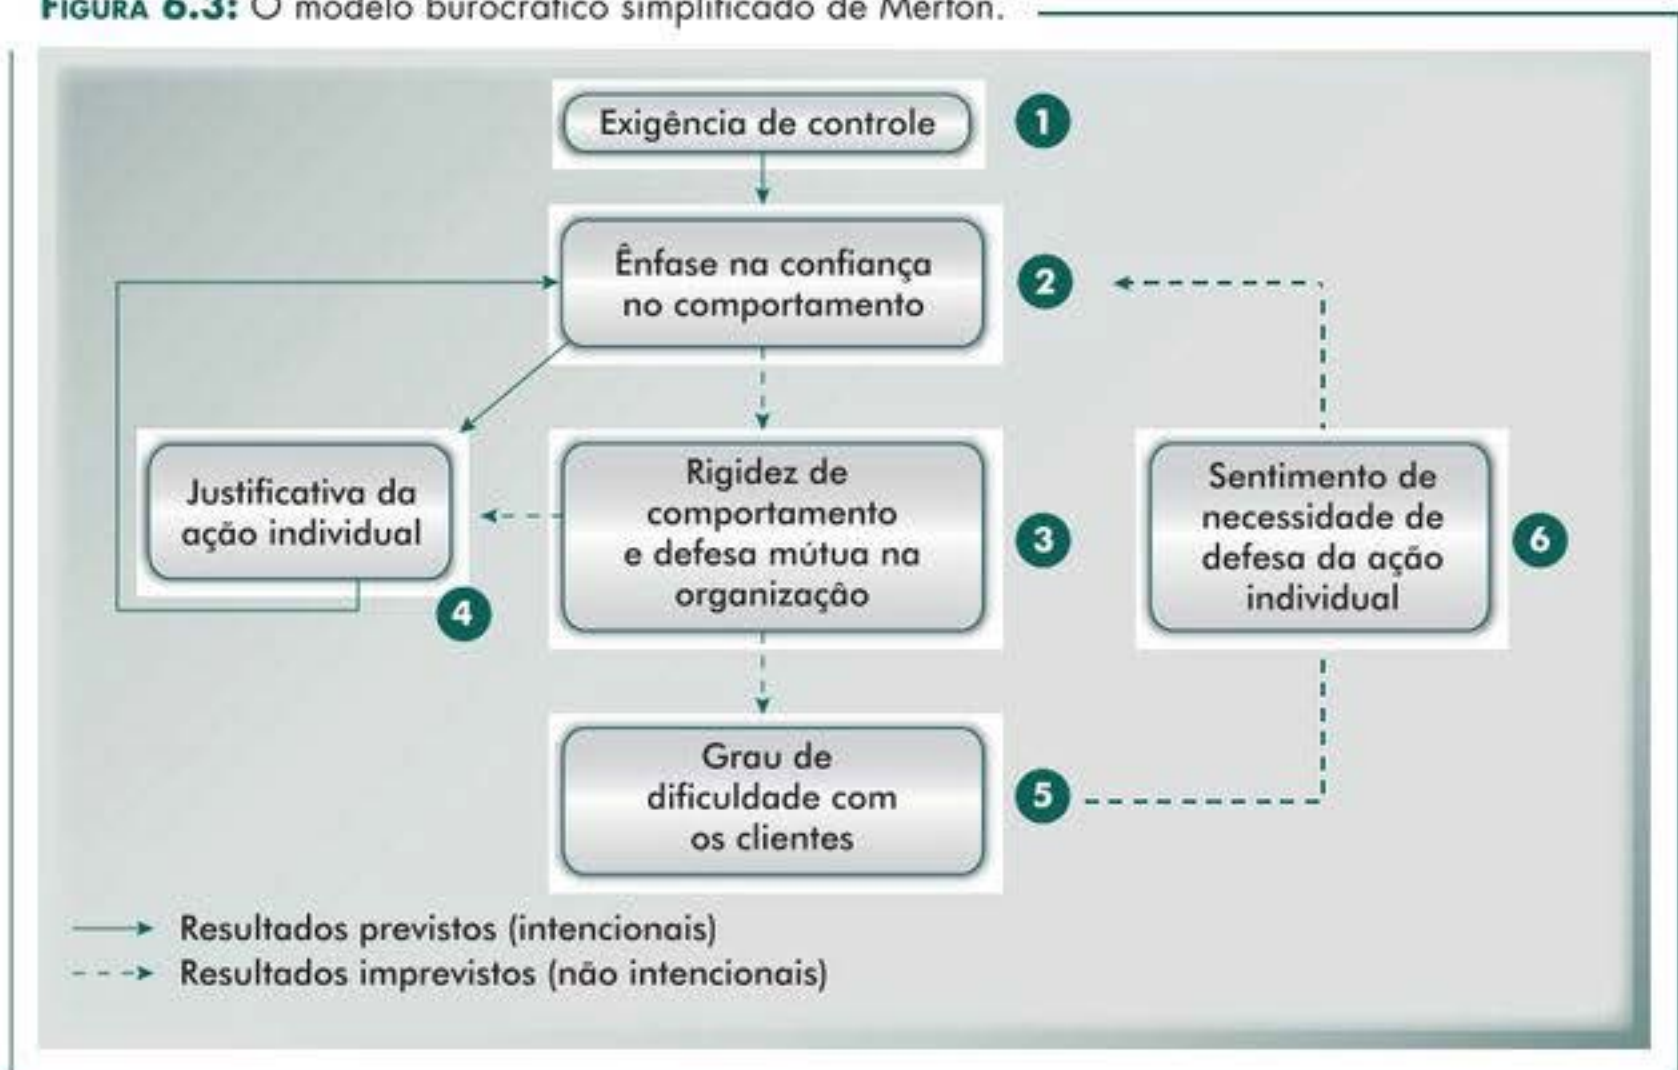 FIGURA 6.3: O modelo burocrático simplificado de Merton.
Exigência de controle
1
Ênfase na confiança
no comportamento
2
Justificativa da
ação individual
4
Rigidez de
comportamento
e defesa mútua na
organização
3
Sentimento de
necessidade de
defesa da ação
individual
6
Grau de
dificuldade com
os clientes
5
Resultados previstos (intencionais)
Resultados imprevistos (não intencionais)